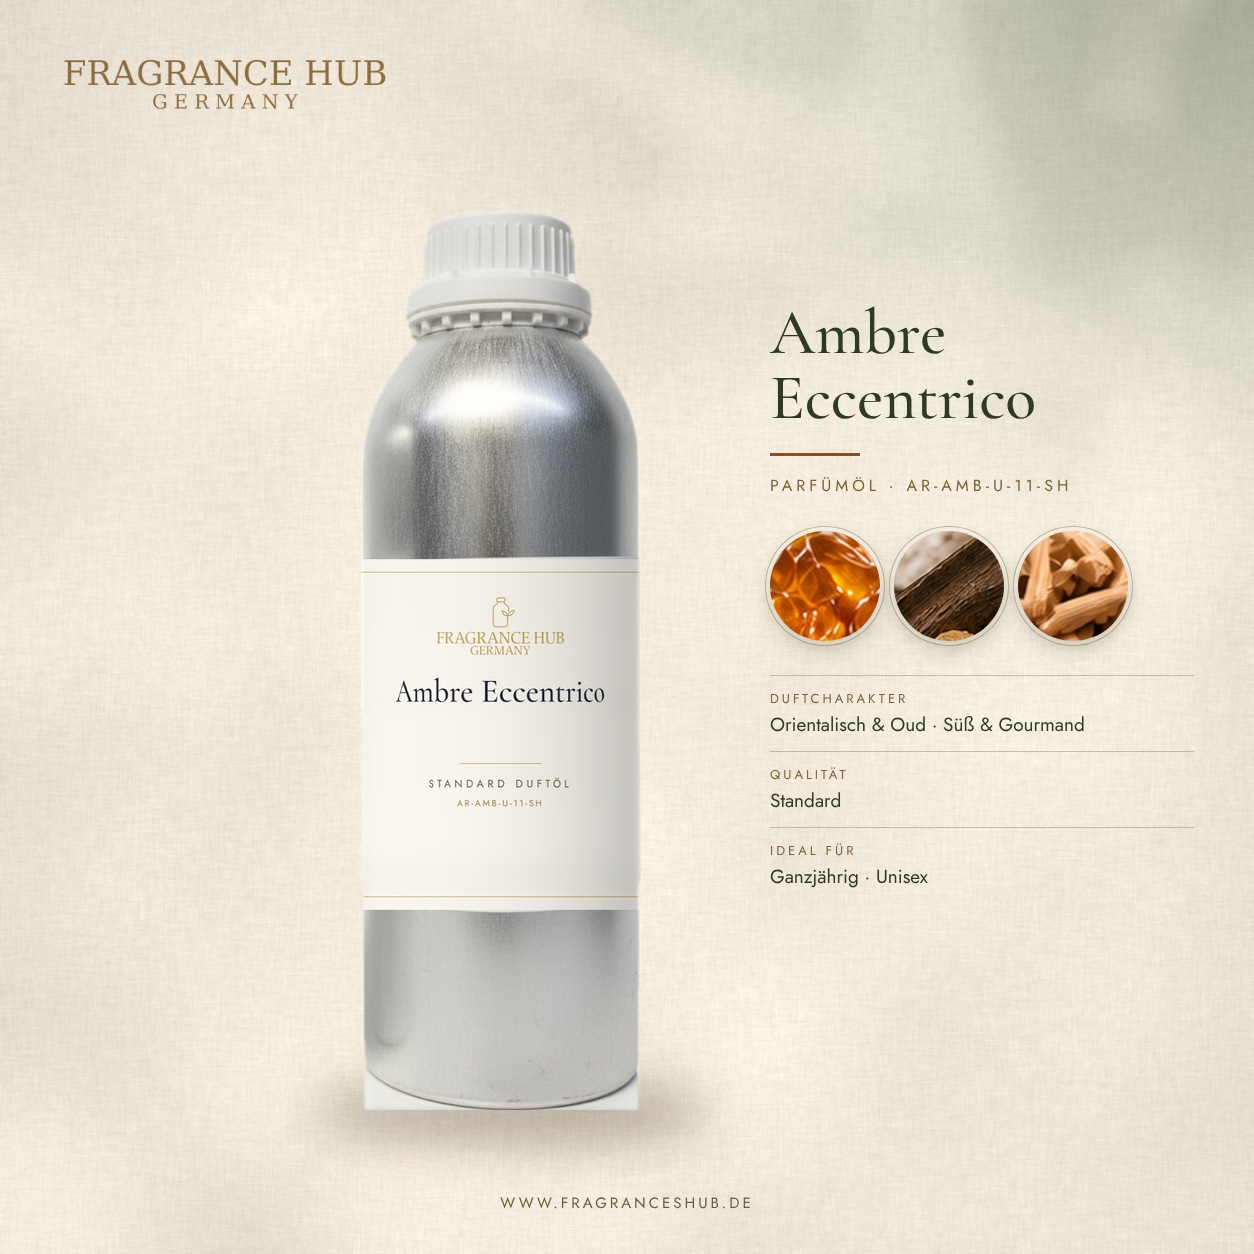 FRAGRANCE HUB
GERMANY
Ambre
Eccentrico
PARFÜMÖL · AR-AMB-U-11-SH
DUFTCHARAKTER
Orientalisch & Oud · Süß & Gourmand
QUALITÄT
Standard
IDEAL FÜR
Ganzjährig · Unisex
FRAGRANCE HUB
GERMANY
Ambre Eccentrico
STANDARD DUFTÖL
AR-AMB-U-11-SH
WWW.FRAGRANCESHUB.DE